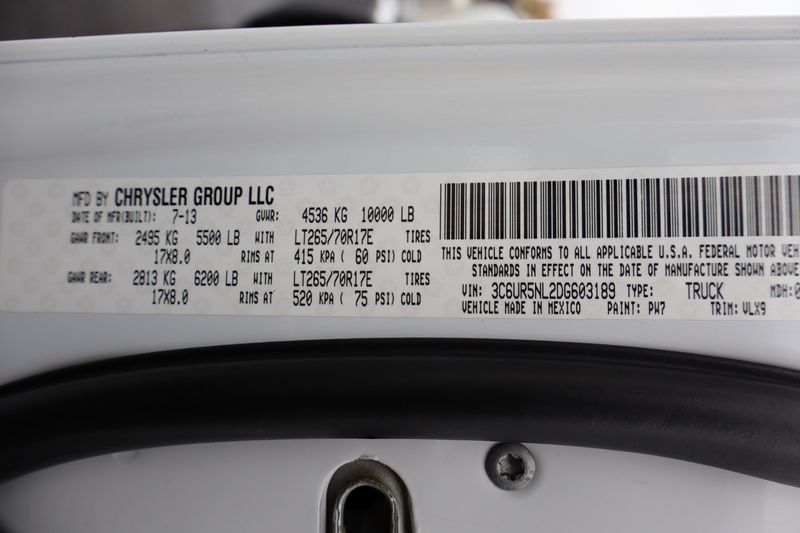 MFD BY CHRYSLER GROUP LLC
DATE OF MFR(BUILT): 7-13 GVWR: 4536 KG 10000 LB
GAWR FRONT: 2495 KG 5500 LB WITH LT265/70R17E TIRES
17X8.0 RIMS AT 415 KPA ( 60 PSI) COLD
GAWR REAR: 2813 KG 6200 LB WITH LT265/70R17E TIRES
17X8.0 RIMS AT 520 KPA ( 75 PSI) COLD
THIS VEHICLE CONFORMS TO ALL APPLICABLE U.S.A. FEDERAL MOTOR VEH
STANDARDS IN EFFECT ON THE DATE OF MANUFACTURE SHOWN ABOVE
VIN: 3C6UR5NL2DG603189 TYPE: TRUCK MDH:0
VEHICLE MADE IN MEXICO PAINT: PW7 TRIM: VLX9